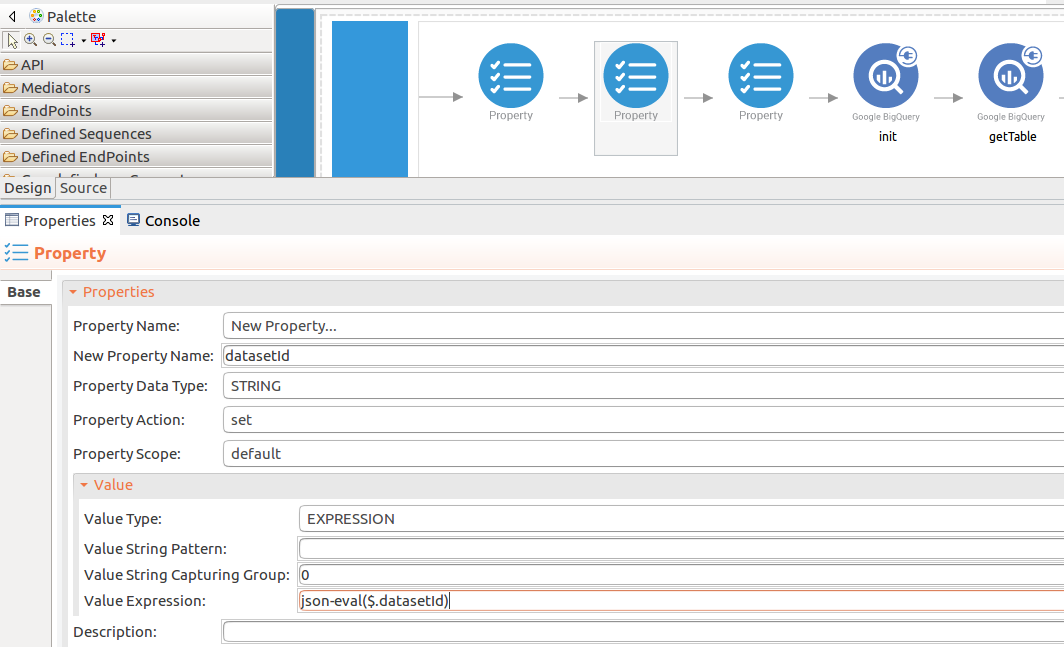 Palette
API
Mediators
EndPoints
Defined Sequences
Defined EndPoints
Property
Property
Property
Google BigQuery
init
Google BigQuery
getTable
Design Source
Properties Console
Property
Base
Properties
Property Name: New Property...
New Property Name: datasetId
Property Data Type: STRING
Property Action: set
Property Scope: default
Value
Value Type: EXPRESSION
Value String Pattern:
Value String Capturing Group: 0
Value Expression: json-eval($.datasetId)
Description: